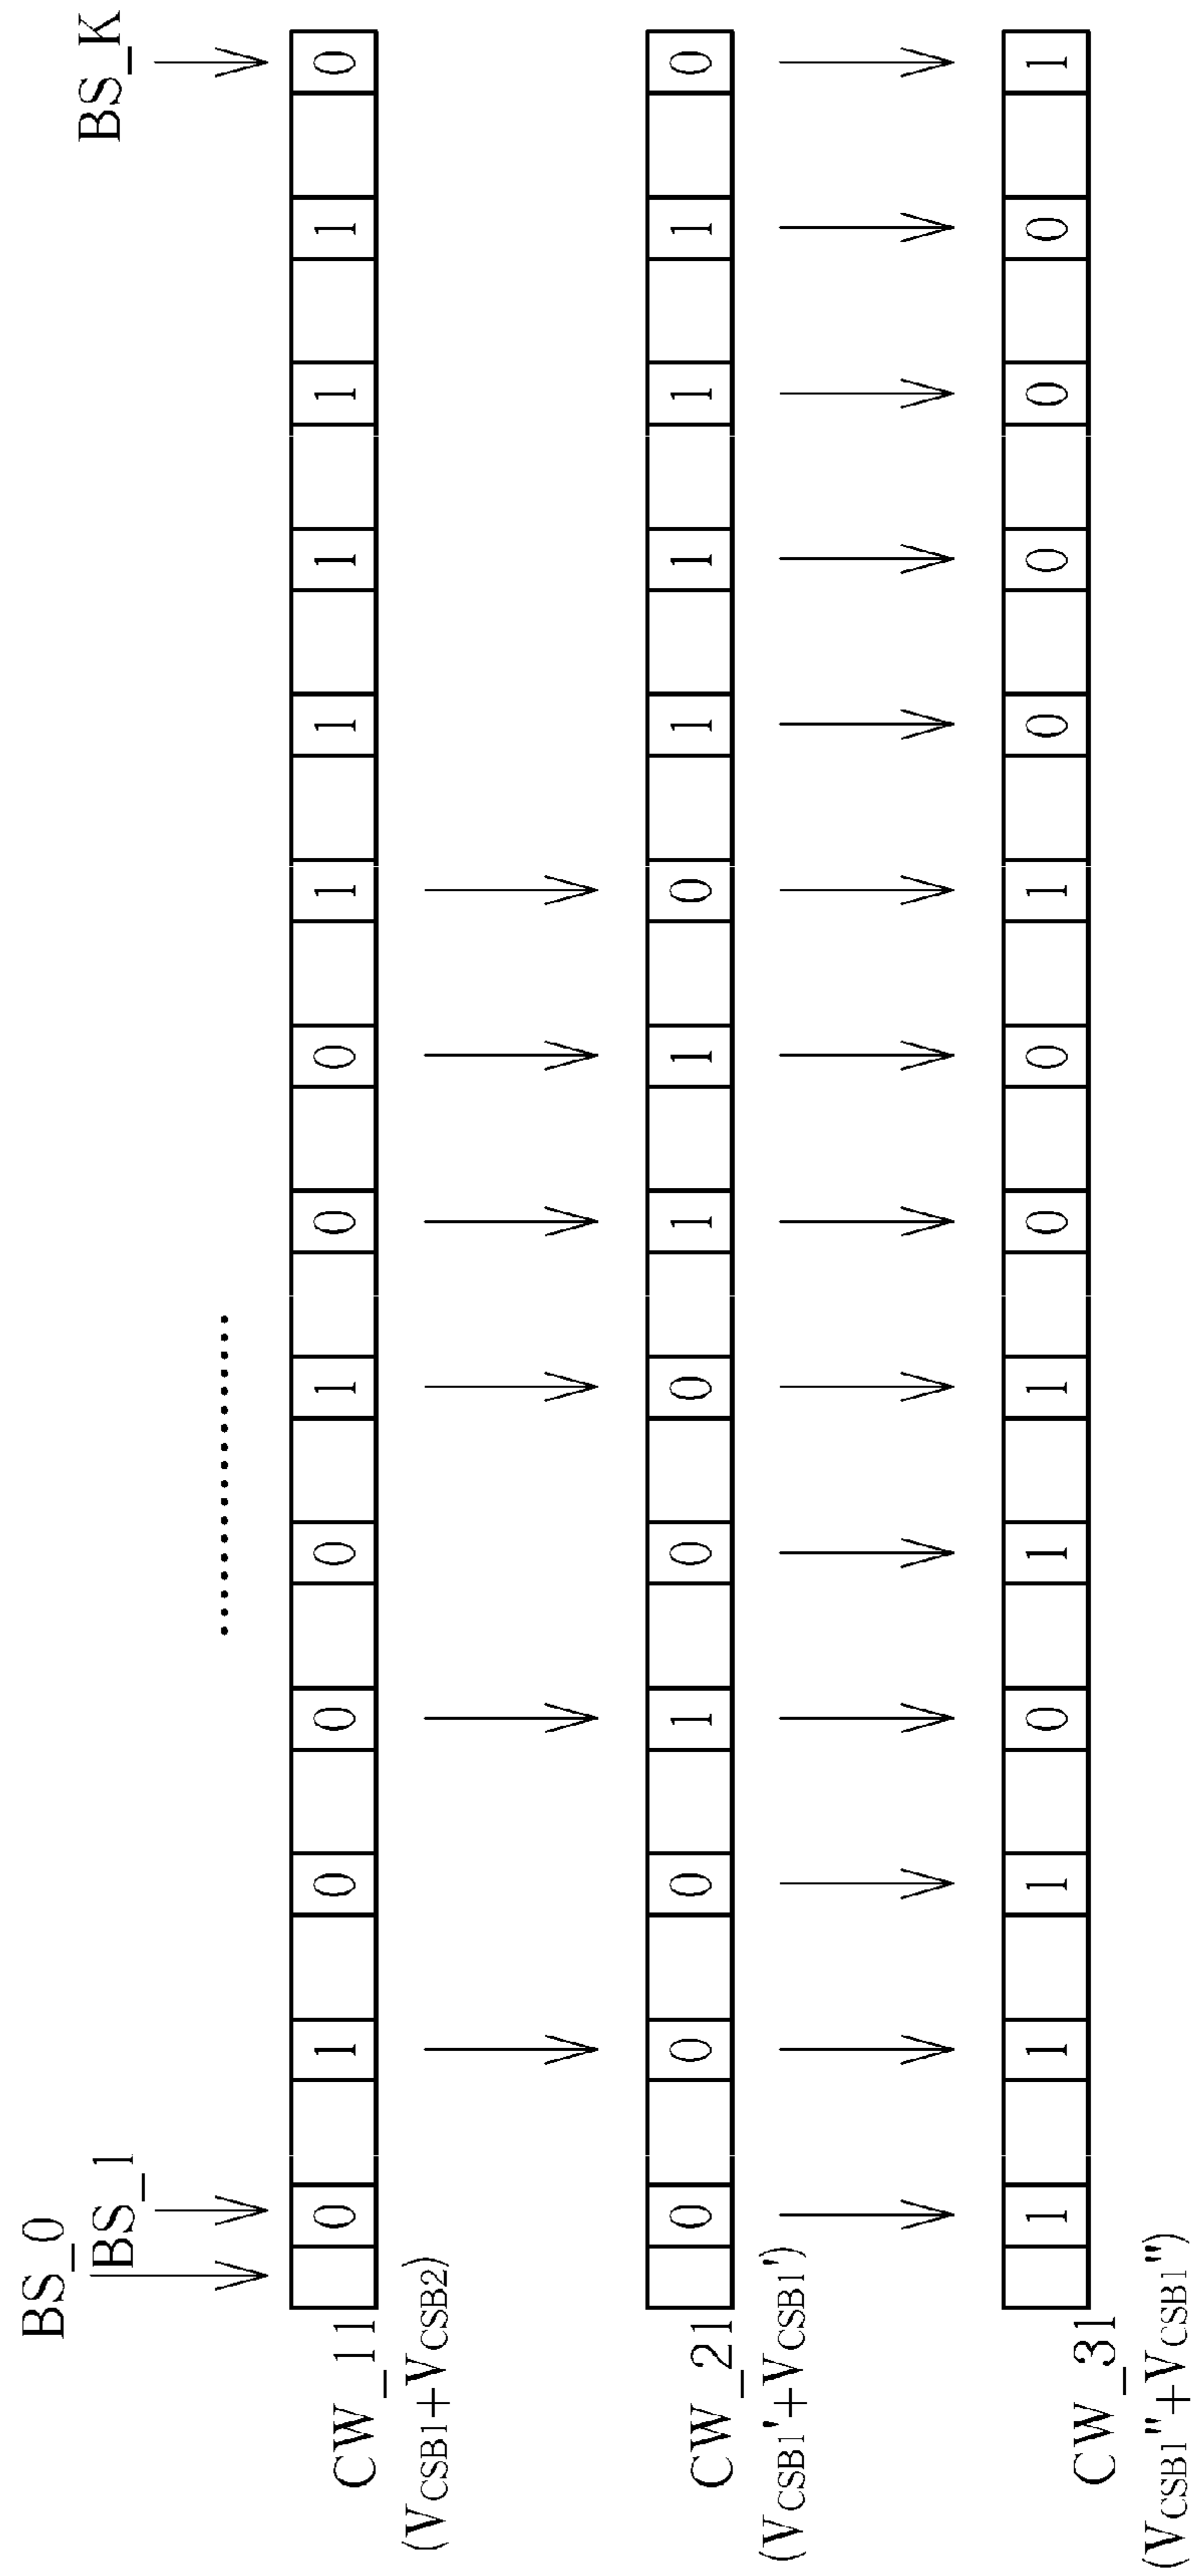 BS_0
BS_1
BS_K
CW_11 0 1 0 0 0 1 0 0 1 1 1 1 1 0
(VCSB1+VCSB2)
CW_21 0 0 0 1 0 0 1 1 0 1 1 1 1 0
(VCSB1'+VCSB1')
CW_31 1 1 1 0 1 1 0 0 1 0 0 0 0 1
(VCSB1"+VCSB1")